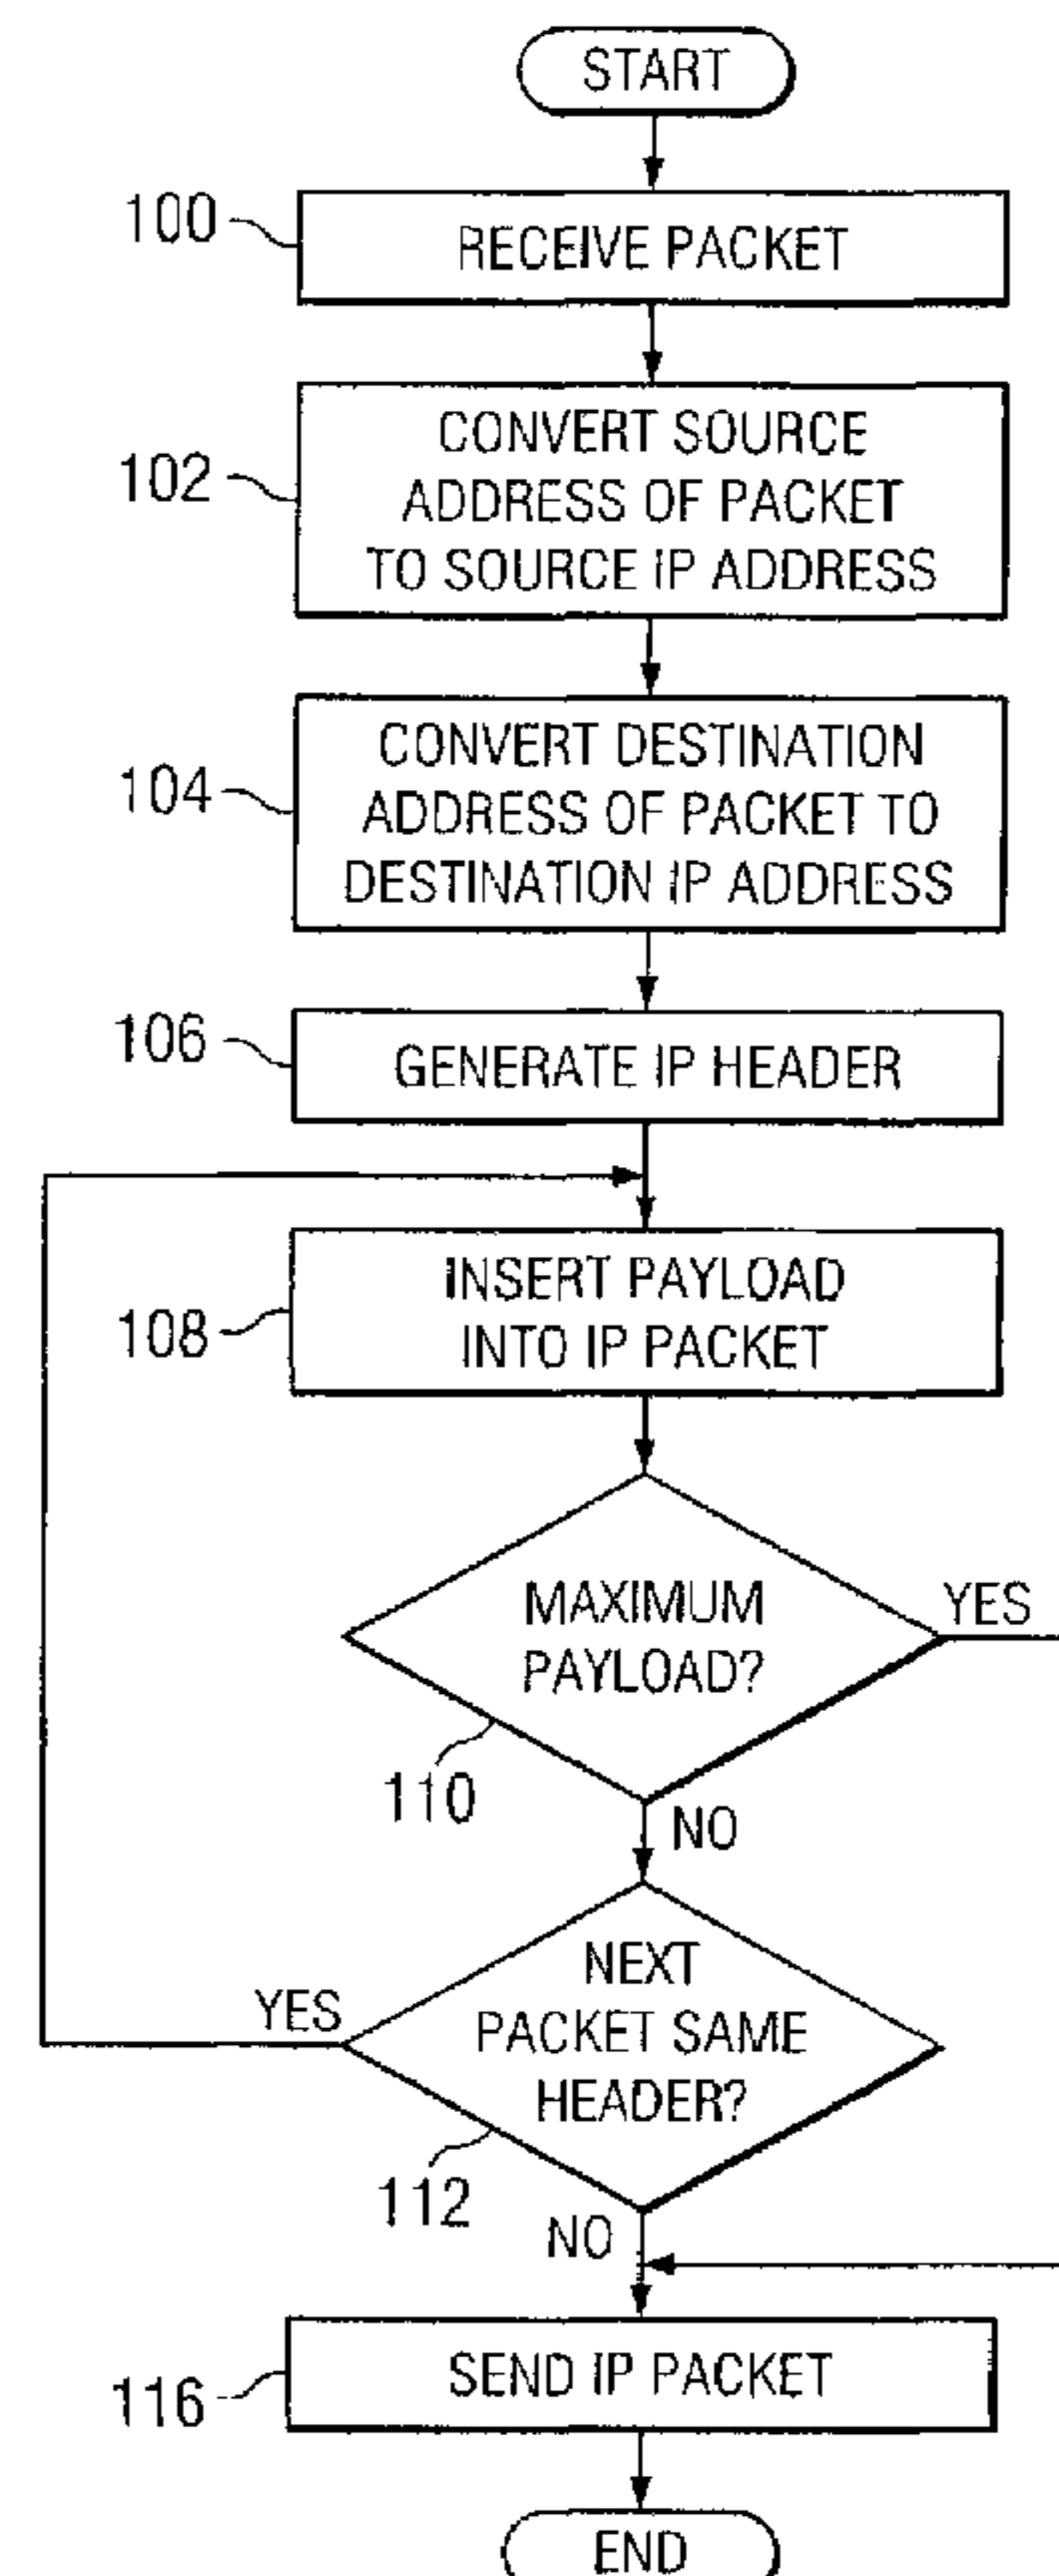 START
100
RECEIVE PACKET
102
CONVERT SOURCE
ADDRESS OF PACKET
TO SOURCE IP ADDRESS
104
CONVERT DESTINATION
ADDRESS OF PACKET TO
DESTINATION IP ADDRESS
106
GENERATE IP HEADER
108
INSERT PAYLOAD
INTO IP PACKET
MAXIMUM
PAYLOAD?
YES
110
NO
NEXT
PACKET SAME
HEADER?
YES
112
NO
116
SEND IP PACKET
END